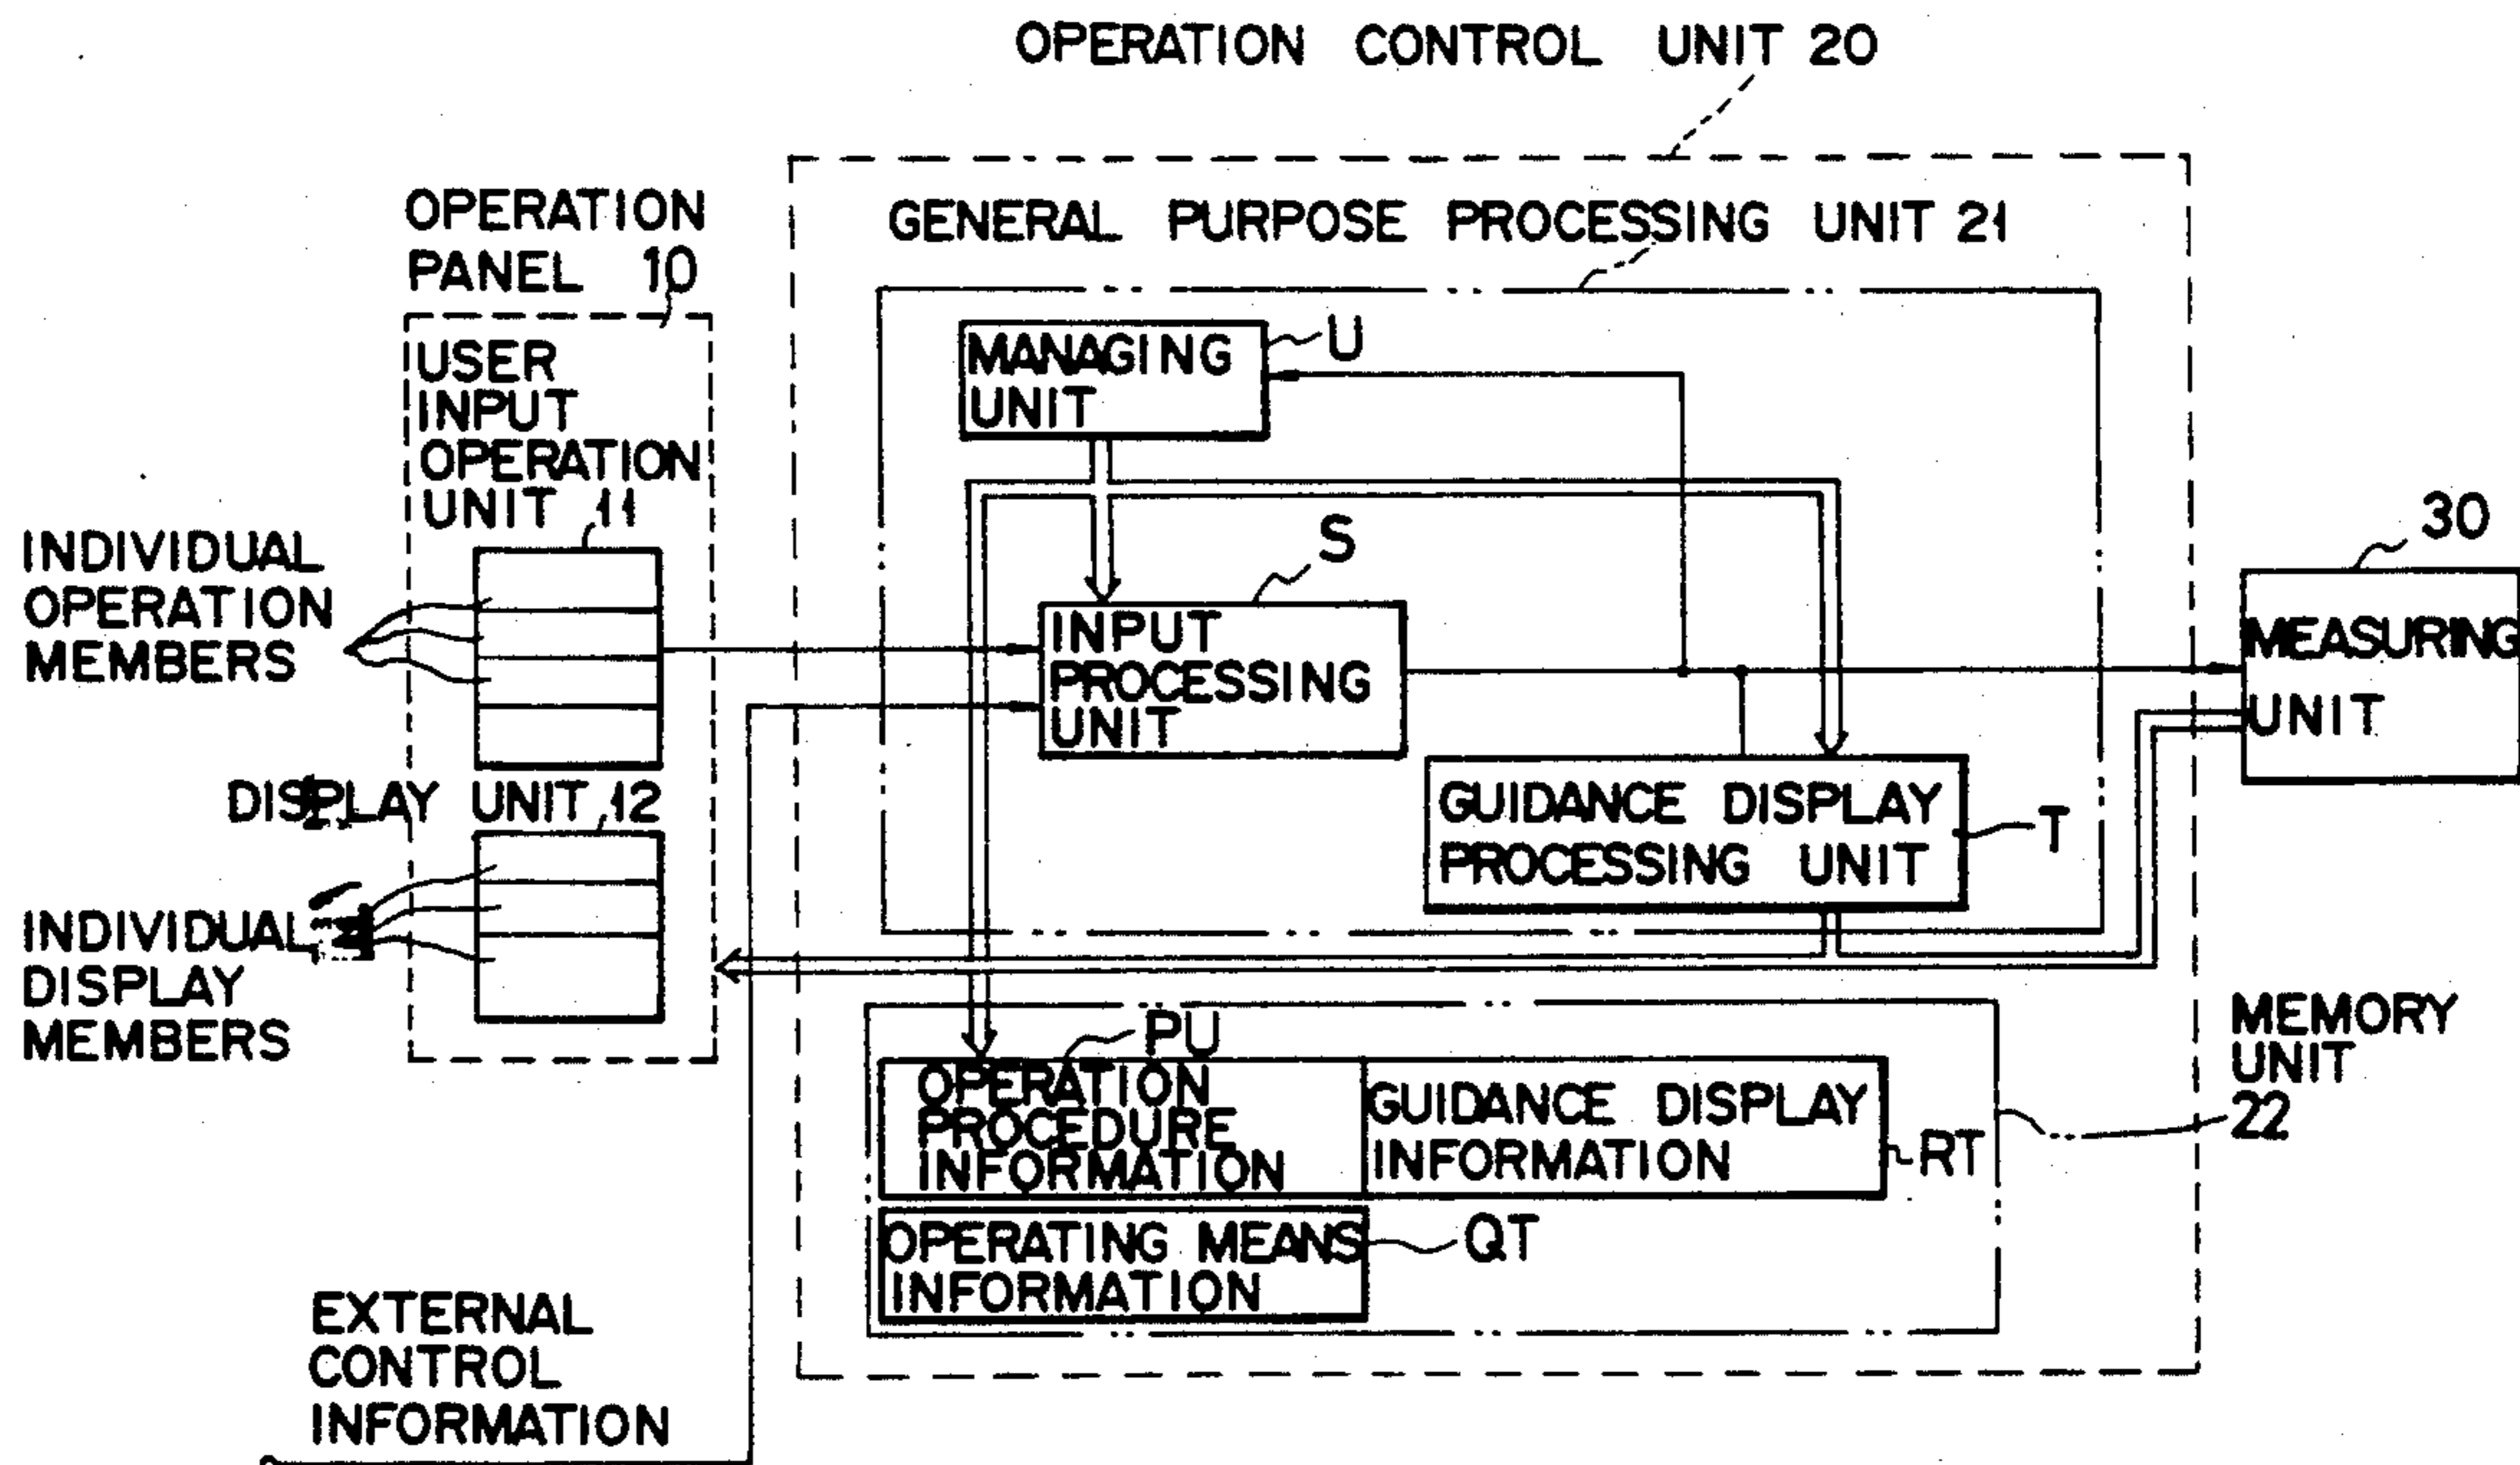 OPERATION CONTROL UNIT 20
GENERAL PURPOSE PROCESSING UNIT 21
OPERATION
PANEL 10
USER
INPUT
OPERATION
UNIT 11
INDIVIDUAL
OPERATION
MEMBERS
DISPLAY UNIT 12
INDIVIDUAL
DISPLAY
MEMBERS
EXTERNAL
CONTROL
INFORMATION
MANAGING
UNIT
U
S
INPUT
PROCESSING
UNIT
GUIDANCE DISPLAY
PROCESSING UNIT
T
30
MEASURING
UNIT
PU
OPERATION
PROCEDURE
INFORMATION
GUIDANCE DISPLAY
INFORMATION
RT
OPERATING MEANS
INFORMATION
QT
MEMORY
UNIT
22